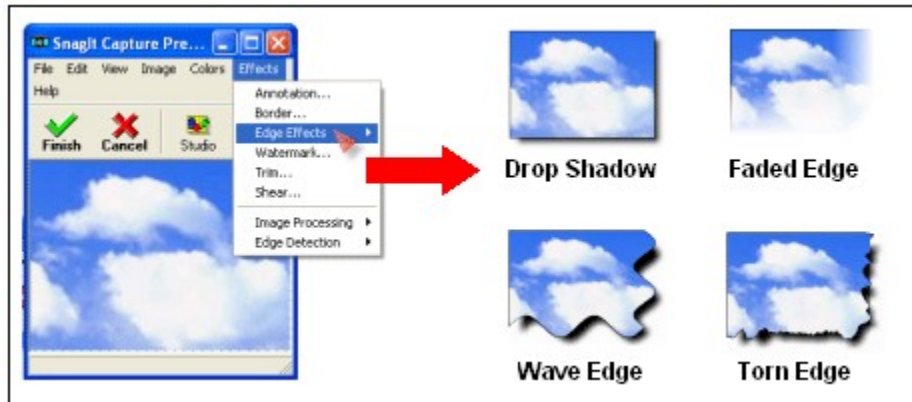 SnagIt Capture Pre...
File Edit View Image Colors Effects
Help
Finish Cancel Studio
Annotation...
Border...
Edge Effects
Watermark...
Trim...
Shear...
Image Processing
Edge Detection
Drop Shadow
Faded Edge
Wave Edge
Torn Edge